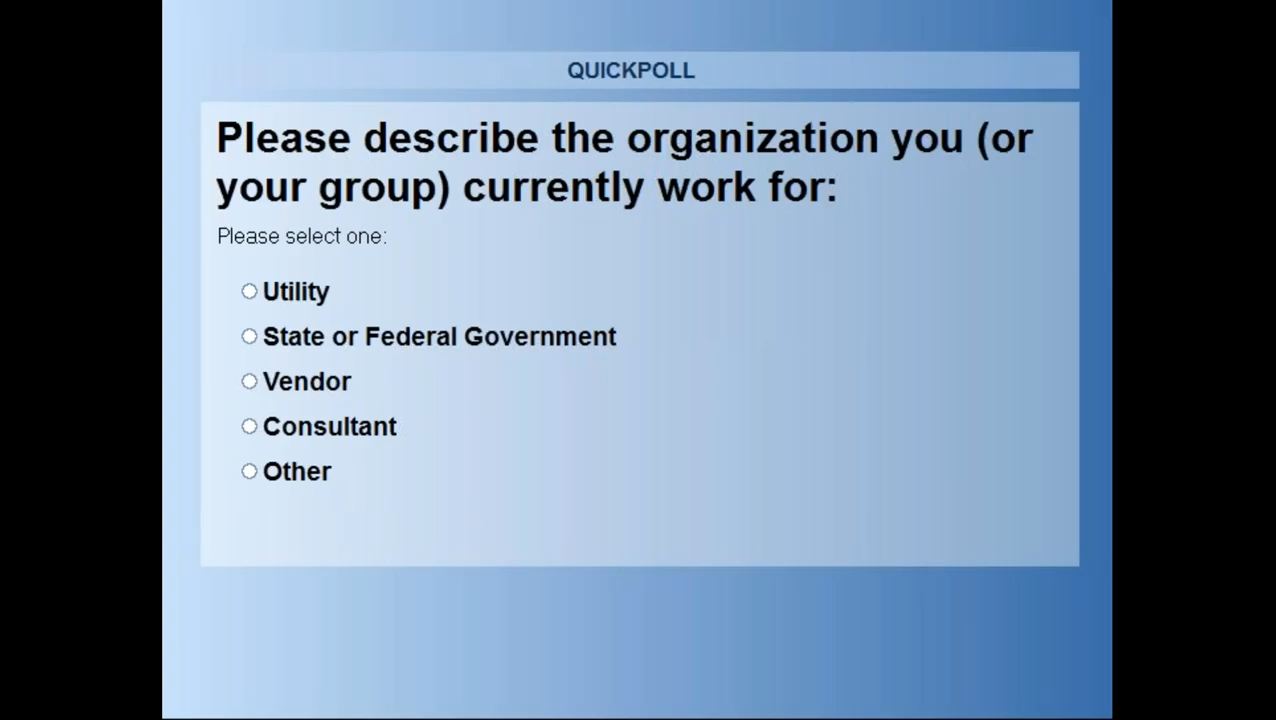 QUICKPOLL
Please describe the organization you (or
your group) currently work for:
Please select one:
Utility
State or Federal Government
Vendor
Consultant
Other